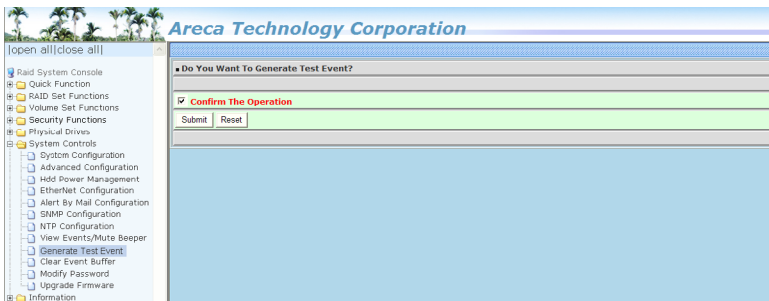 Areca Technology Corporation
|open all|close all|
Raid System Console
Quick Function
RAID Set Functions
Volume Set Functions
Security Functions
Physical Drives
System Controls
System Configuration
Advanced Configuration
Hdd Power Management
EtherNet Configuration
Alert By Mail Configuration
SNMP Configuration
NTP Configuration
View Events/Mute Beeper
Generate Test Event
Clear Event Buffer
Modify Password
Upgrade Firmware
Information
Do You Want To Generate Test Event?
Confirm The Operation
Submit Reset